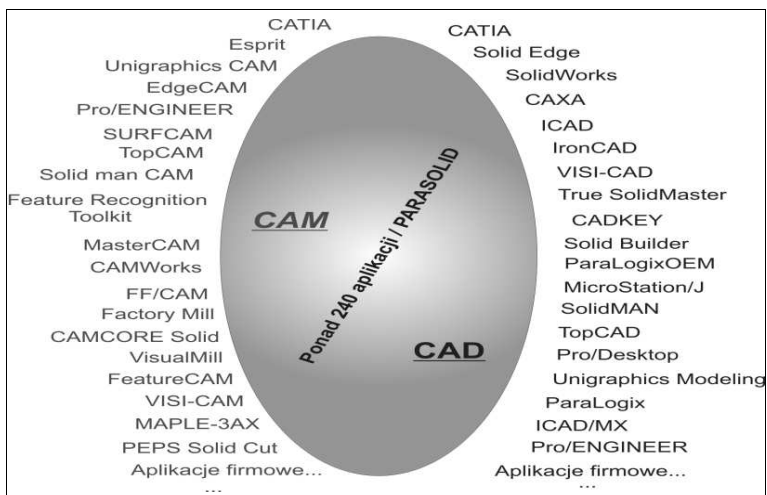 CATIA
Esprit
Unigraphics CAM
EdgeCAM
Pro/ENGINEER
SURFCAM
TopCAM
Solid man CAM
Feature Recognition
Toolkit
MasterCAM
CAMWorks
FF/CAM
Factory Mill
CAMCORE Solid
VisualMill
FeatureCAM
VISI-CAM
MAPLE-3AX
PEPS Solid Cut
Aplikacje firmowe...
...
CAM
Ponad 240 aplikacji / PARASOLID
CAD
CATIA
Solid Edge
SolidWorks
CAXA
ICAD
IronCAD
VISI-CAD
True SolidMaster
CADKEY
Solid Builder
ParaLogixOEM
MicroStation/J
SolidMAN
TopCAD
Pro/Desktop
Unigraphics Modeling
ParaLogix
ICAD/MX
Pro/ENGINEER
Aplikacje firmowe...
...